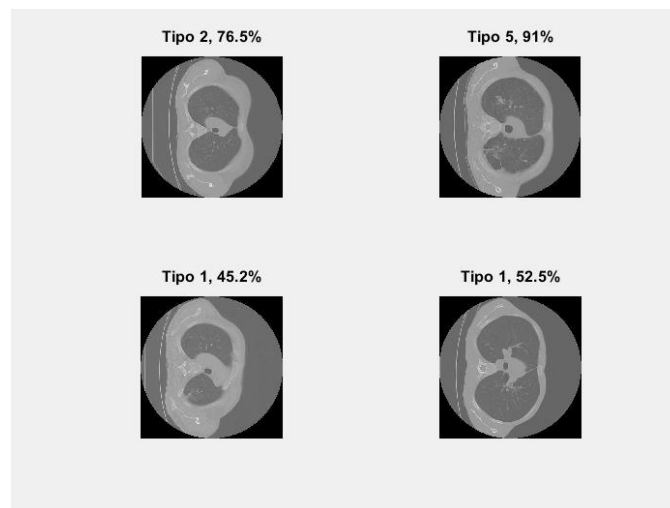 Tipo 2, 76.5%
Tipo 5, 91%
Tipo 1, 45.2%
Tipo 1, 52.5%